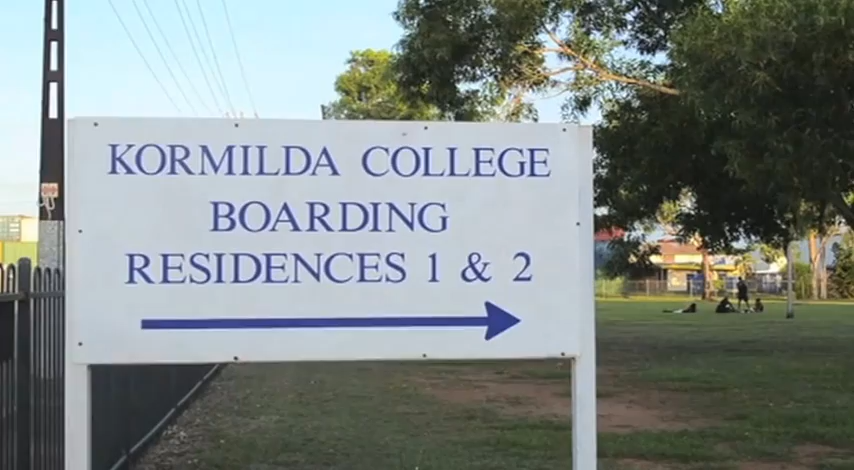 KORMILDA COLLEGE
BOARDING
RESIDENCES 1 & 2